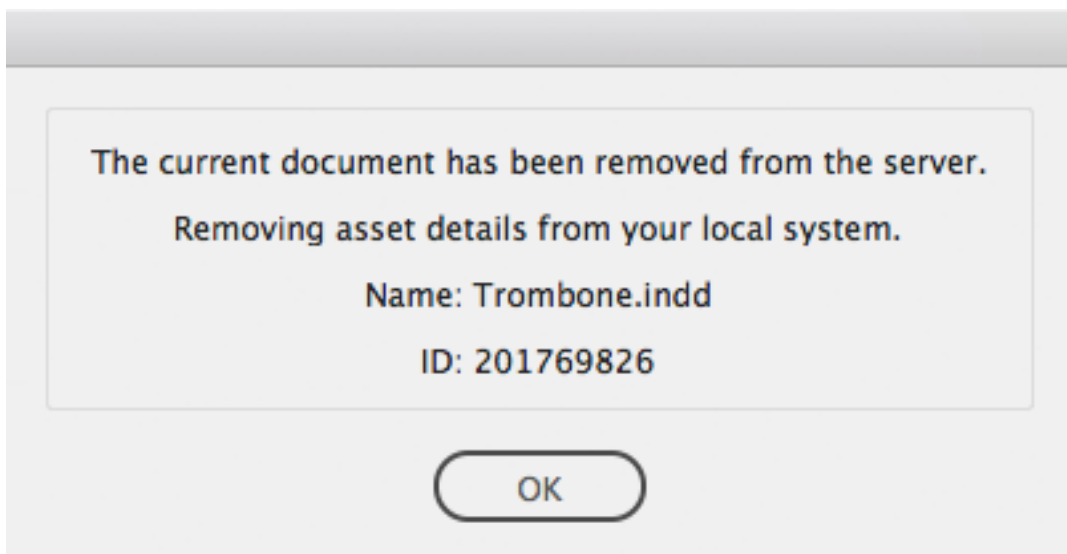 The current document has been removed from the server.
Removing asset details from your local system.
Name: Trombone.indd
ID: 201769826
OK